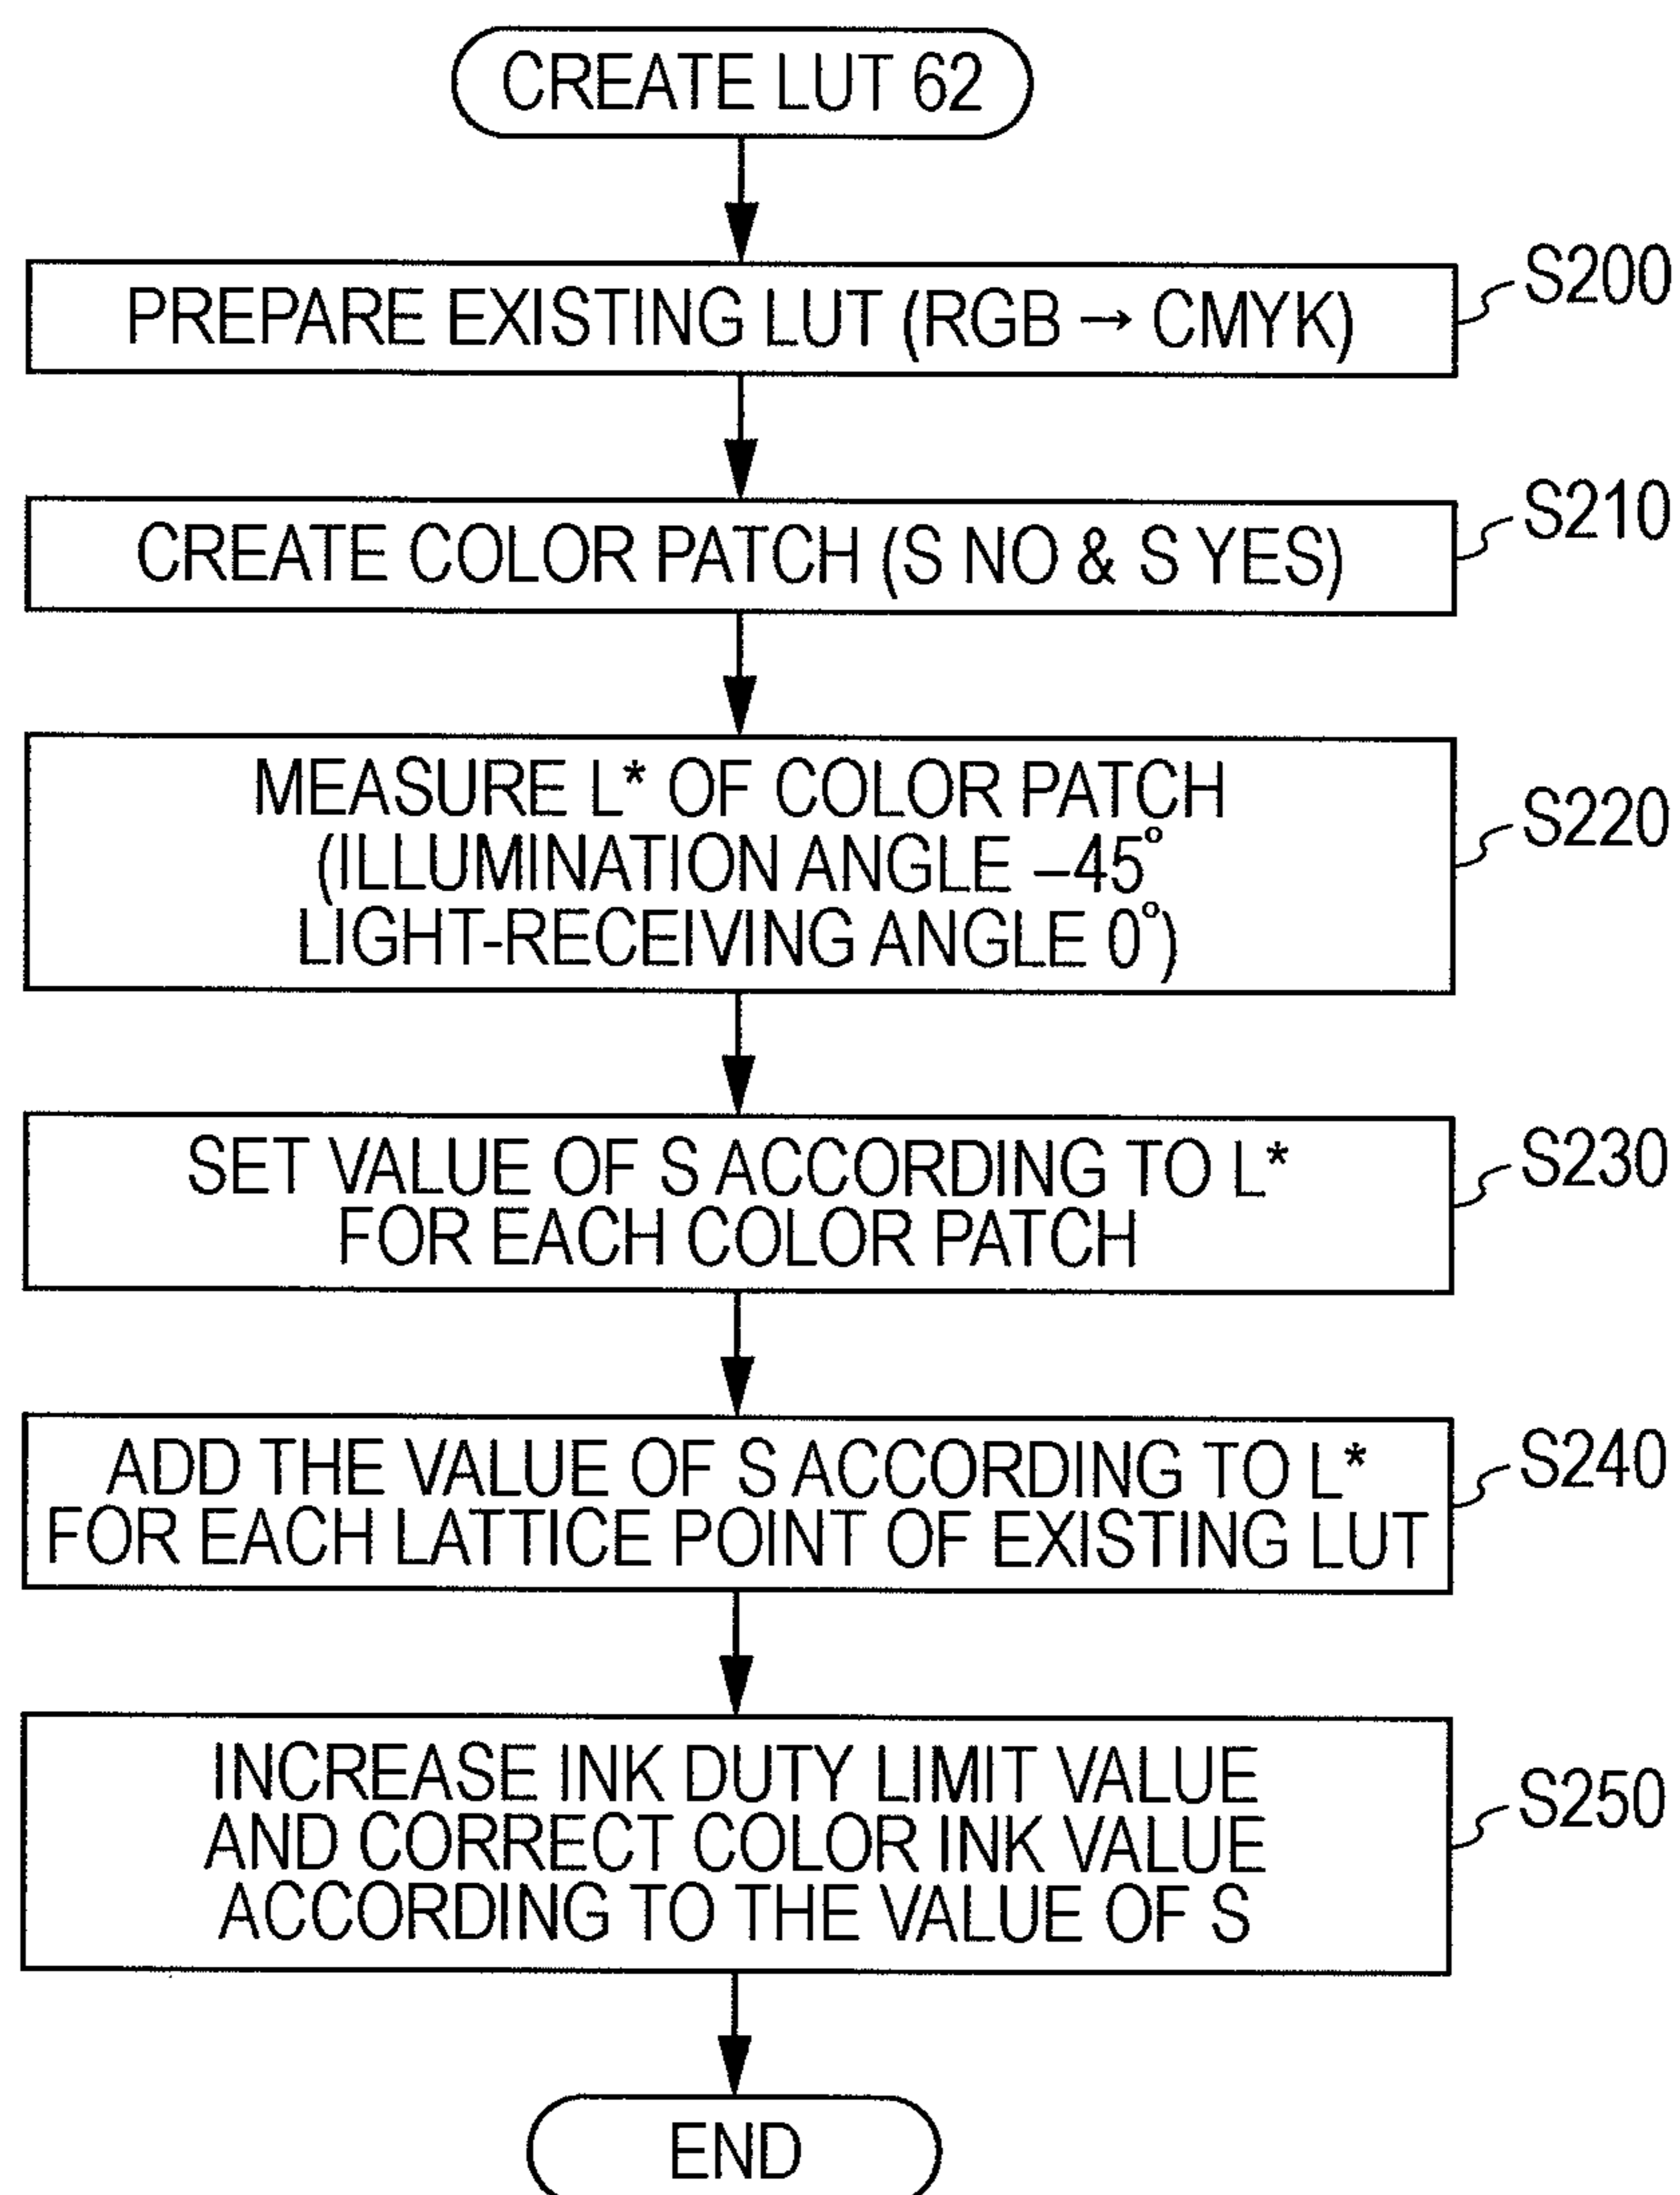 CREATE LUT 62
PREPARE EXISTING LUT (RGB → CMYK)
S200
CREATE COLOR PATCH (S NO & S YES)
S210
MEASURE L* OF COLOR PATCH
(ILLUMINATION ANGLE –45°
LIGHT-RECEIVING ANGLE 0°)
S220
SET VALUE OF S ACCORDING TO L*
FOR EACH COLOR PATCH
S230
ADD THE VALUE OF S ACCORDING TO L*
FOR EACH LATTICE POINT OF EXISTING LUT
S240
INCREASE INK DUTY LIMIT VALUE
AND CORRECT COLOR INK VALUE
ACCORDING TO THE VALUE OF S
S250
END